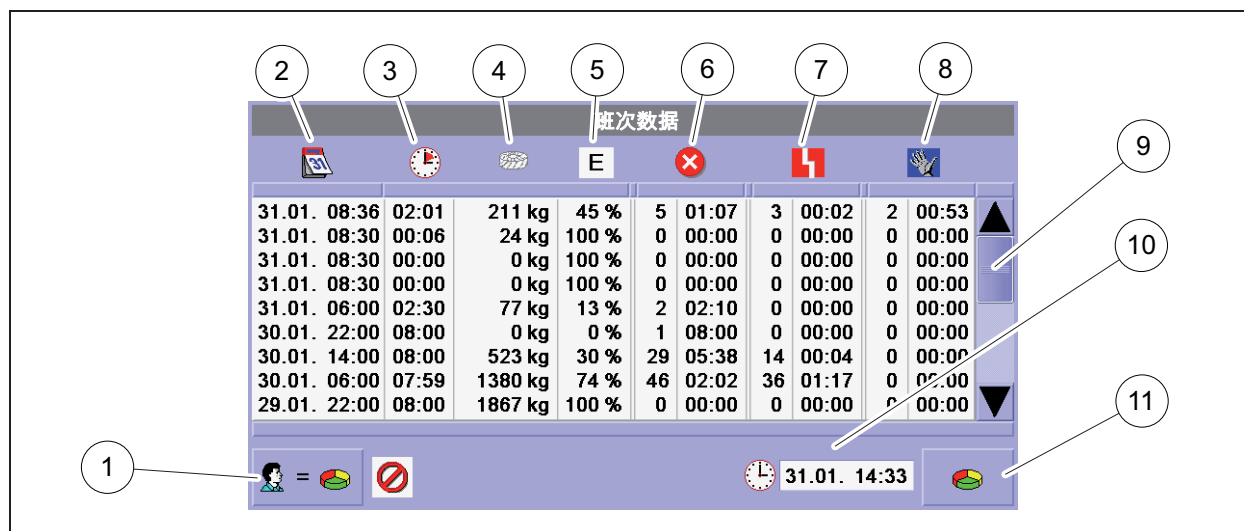 2 3 4 5 6 7 8
班次数据
31
E
9
31.01. 08:36 02:01 211 kg 45 % 5 01:07 3 00:02 2 00:53
31.01. 08:30 00:06 24 kg 100 % 0 00:00 0 00:00 0 00:00
31.01. 08:30 00:00 0 kg 100 % 0 00:00 0 00:00 0 00:00
31.01. 08:30 00:00 0 kg 100 % 0 00:00 0 00:00 0 00:00
31.01. 06:00 02:30 77 kg 13 % 2 02:10 0 00:00 0 00:00
30.01. 22:00 08:00 0 kg 0 % 1 08:00 0 00:00 0 00:00
30.01. 14:00 08:00 523 kg 30 % 29 05:38 14 00:04 0 00:00
30.01. 06:00 07:59 1380 kg 74 % 46 02:02 36 01:17 0 00:00
29.01. 22:00 08:00 1867 kg 100 % 0 00:00 0 00:00 0 00:00
10
11
1
=
31.01. 14:33